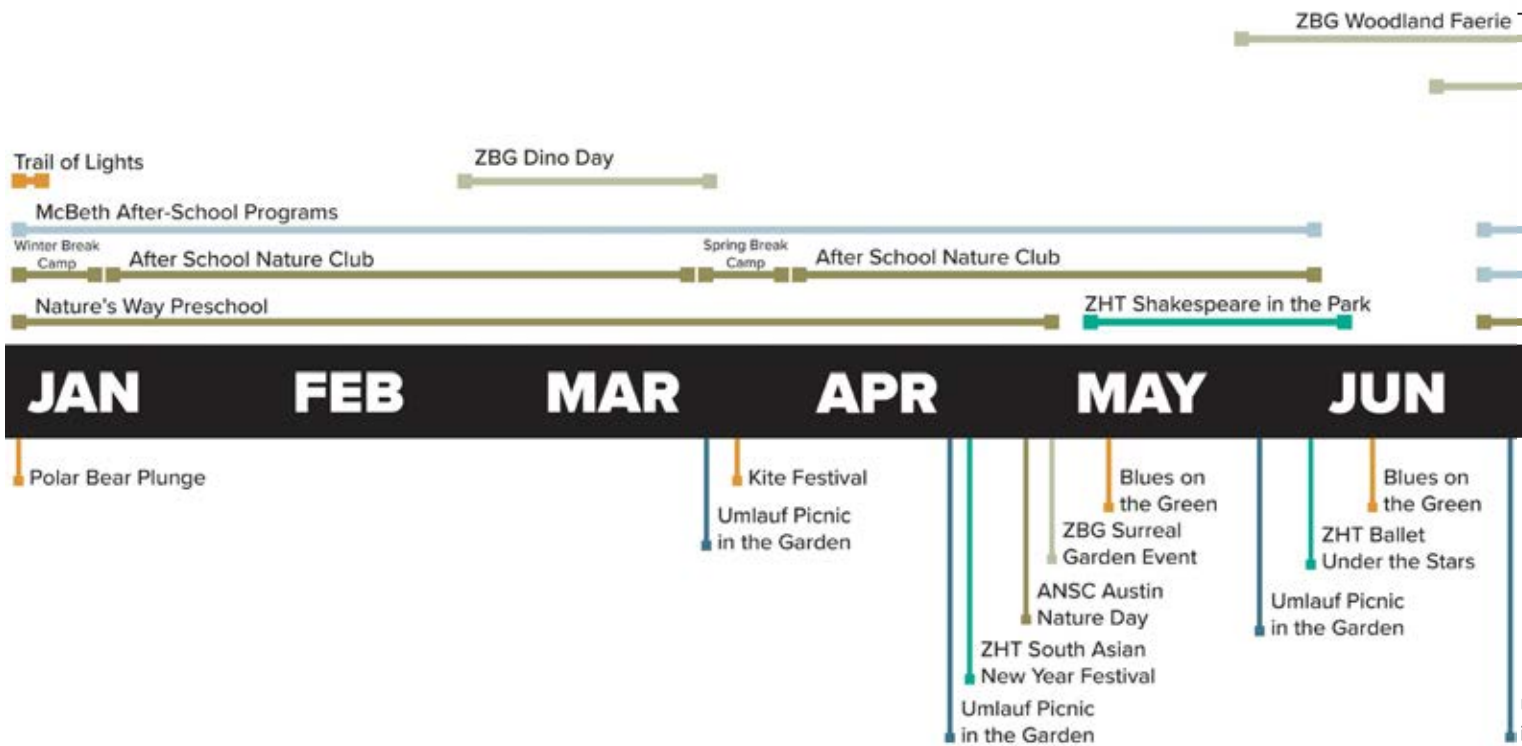 ZBG Woodland Faerie
Trail of Lights
ZBG Dino Day
McBeth After-School Programs
Winter Break
Camp
After School Nature Club
Spring Break
Camp
After School Nature Club
Nature's Way Preschool
ZHT Shakespeare in the Park
JAN FEB MAR APR MAY JUN
Polar Bear Plunge
Kite Festival
Umlauf Picnic
in the Garden
Blues on
the Green
Blues on
the Green
ZBG Surreal
Garden Event
ZHT Ballet
Under the Stars
ANSC Austin
Nature Day
Umlauf Picnic
in the Garden
ZHT South Asian
New Year Festival
Umlauf Picnic
in the Garden